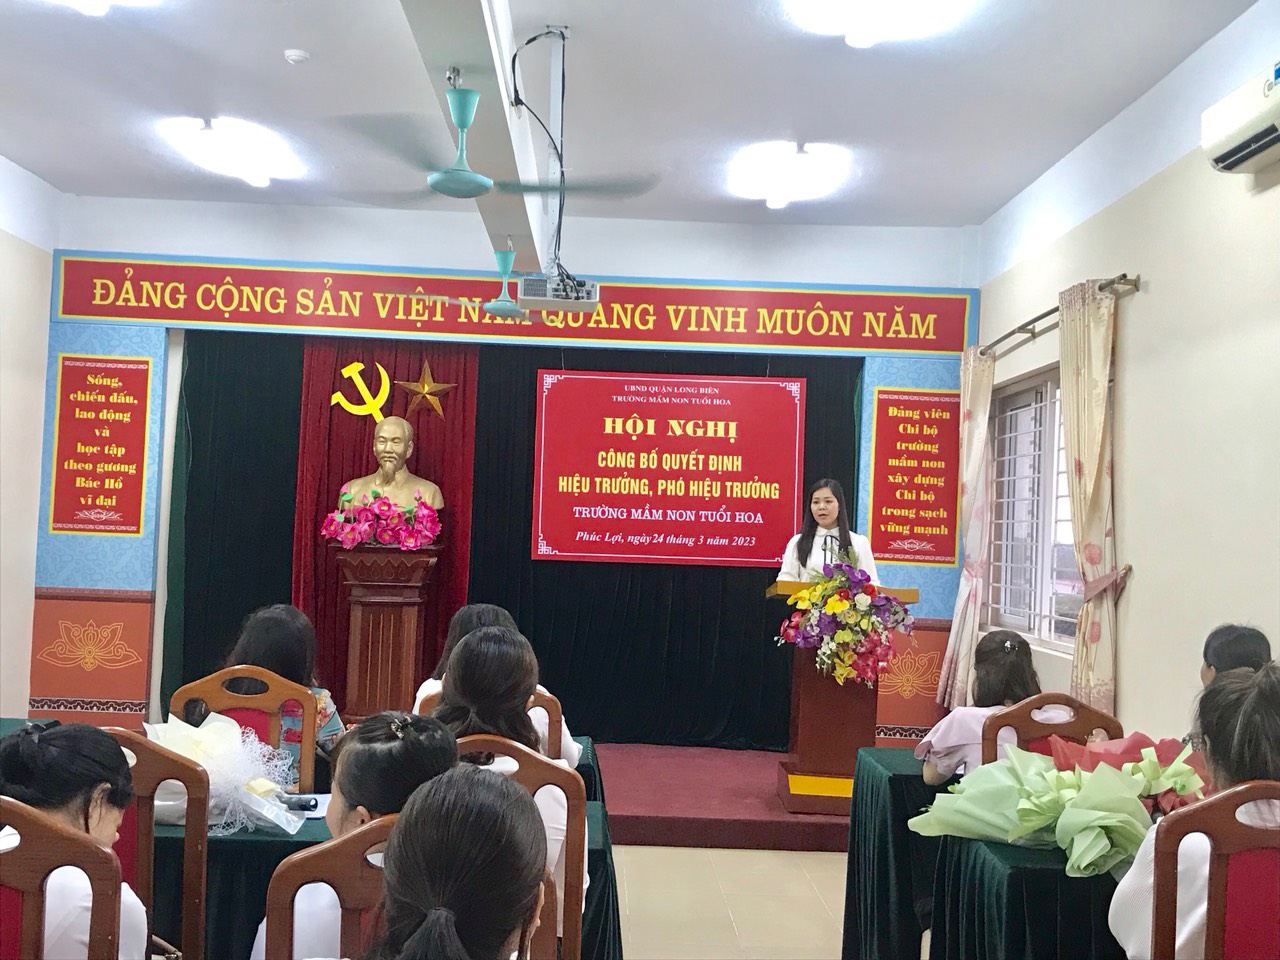 ĐẢNG CỘNG SẢN VIỆT NAM QUANG VINH MUÔN NĂM
Sống,
chiến đấu,
lao động
và
học tập
theo gương
Bác Hồ
vĩ đại
UBND QUẬN LONG BIÊN
TRƯỜNG MẦM NON TUỔI HOA
HỘI NGHỊ
CÔNG BỐ QUYẾT ĐỊNH
HIỆU TRƯỞNG, PHÓ HIỆU TRƯỞNG
TRƯỜNG MẦM NON TUỔI HOA
Phúc Lợi, ngày 24 tháng 3 năm 2023
Đảng viên
Chi bộ
trường
mầm non
xây dựng
Chi bộ
trong sạch
vững mạnh